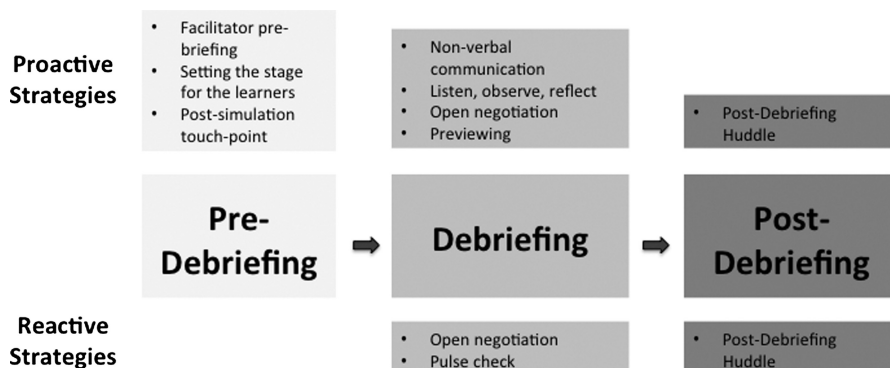 Proactive
Strategies
• Facilitator pre-
briefing
• Setting the stage
for the learners
• Post-simulation
touch-point
• Non-verbal
communication
• Listen, observe, reflect
• Open negotiation
• Previewing
• Post-Debriefing
Huddle
Pre-
Debriefing
Debriefing
Post-
Debriefing
Reactive
Strategies
• Open negotiation
• Pulse check
• Post-Debriefing
Huddle